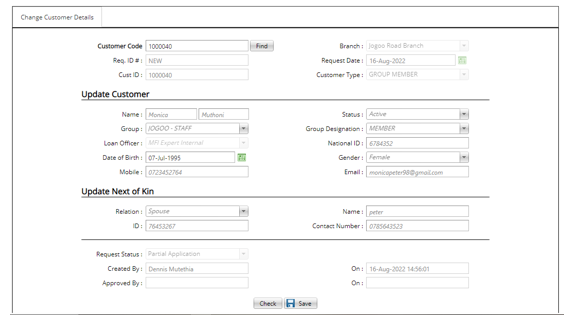 Change Customer Details
Customer Code : 1000040 Find Branch : Jogoo Road Branch
Req. ID # : NEW Request Date : 16-Aug-2022
Cust ID : 1000040 Customer Type : GROUP MEMBER
Update Customer
Name : Monica Muthoni Status : Active
Group : JOGOO - STAFF Group Designation : MEMBER
Loan Officer : MFI Expert Internal National ID : 6784352
Date of Birth : 07-Jul-1995 Gender : Female
Mobile : 0723452764 Email : monicapeter98@gmail.com
Update Next of Kin
Relation : Spouse Name : peter
ID : 76453267 Contact Number : 0785643523
Request Status : Partial Application
Created By : Dennis Mutethia On : 16-Aug-2022 14:56:01
Approved By : On :
Check Save